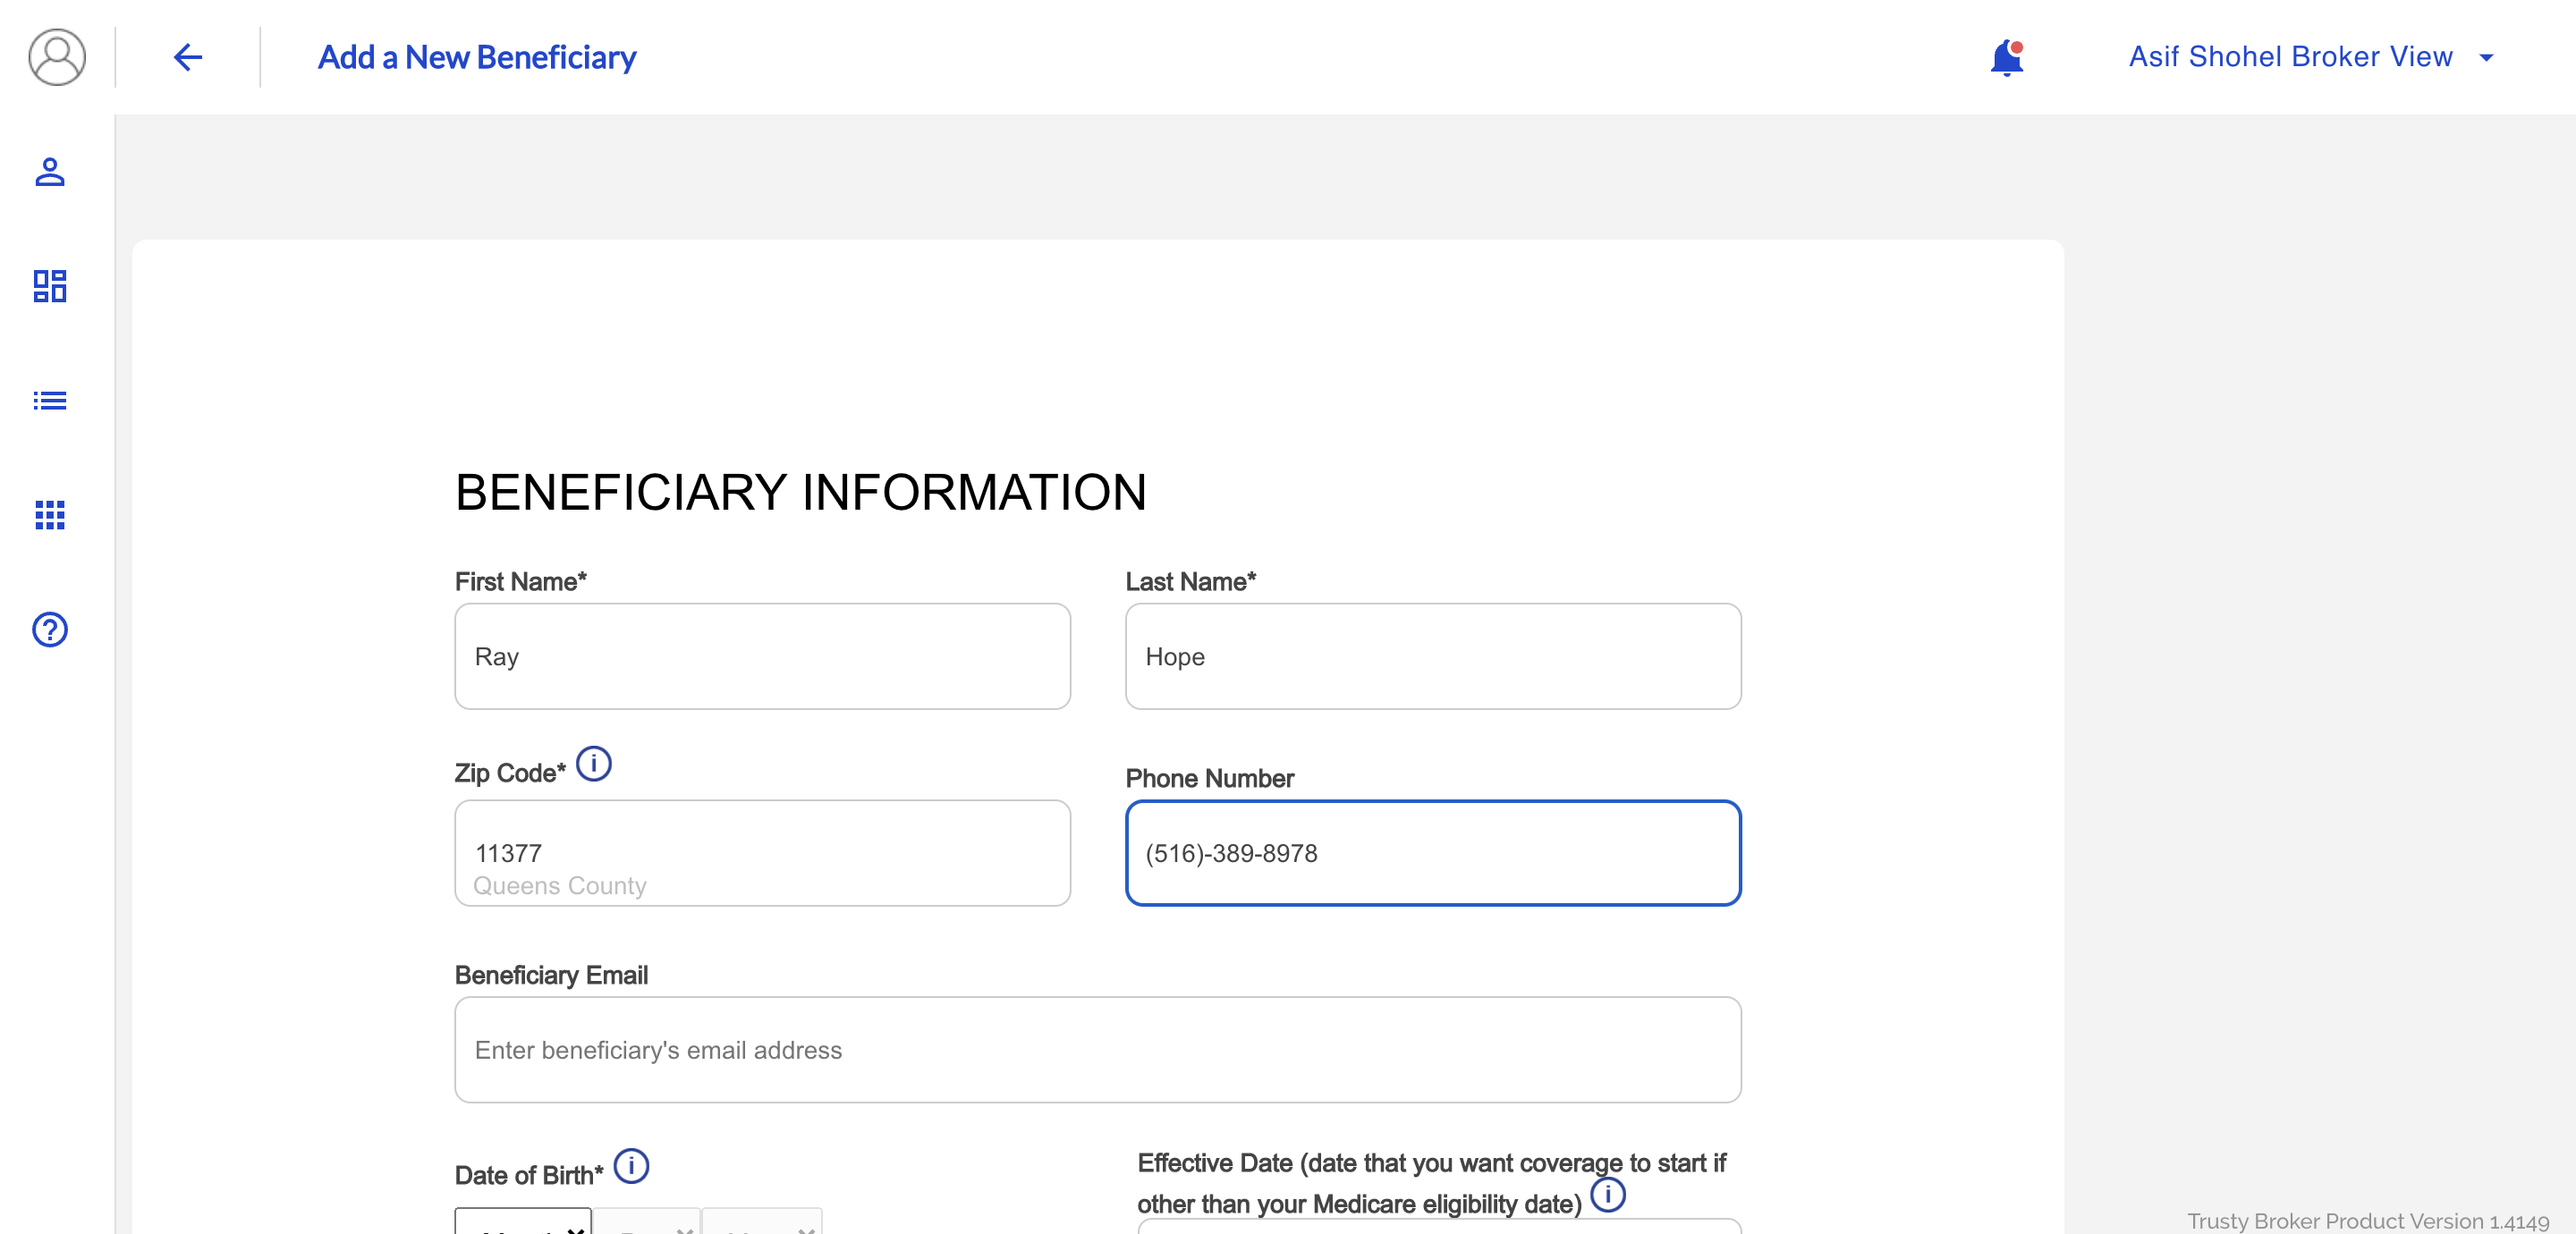 Add a New Beneficiary
Asif Shohel Broker View
BENEFICIARY INFORMATION
First Name*
Last Name*
Ray
Hope
Zip Code*
Phone Number
11377
Queens County
(516)-389-8978
Beneficiary Email
Enter beneficiary's email address
Date of Birth*
Effective Date (date that you want coverage to start if
other than your Medicare eligibility date)
Trusty Broker Product Version 1.4149